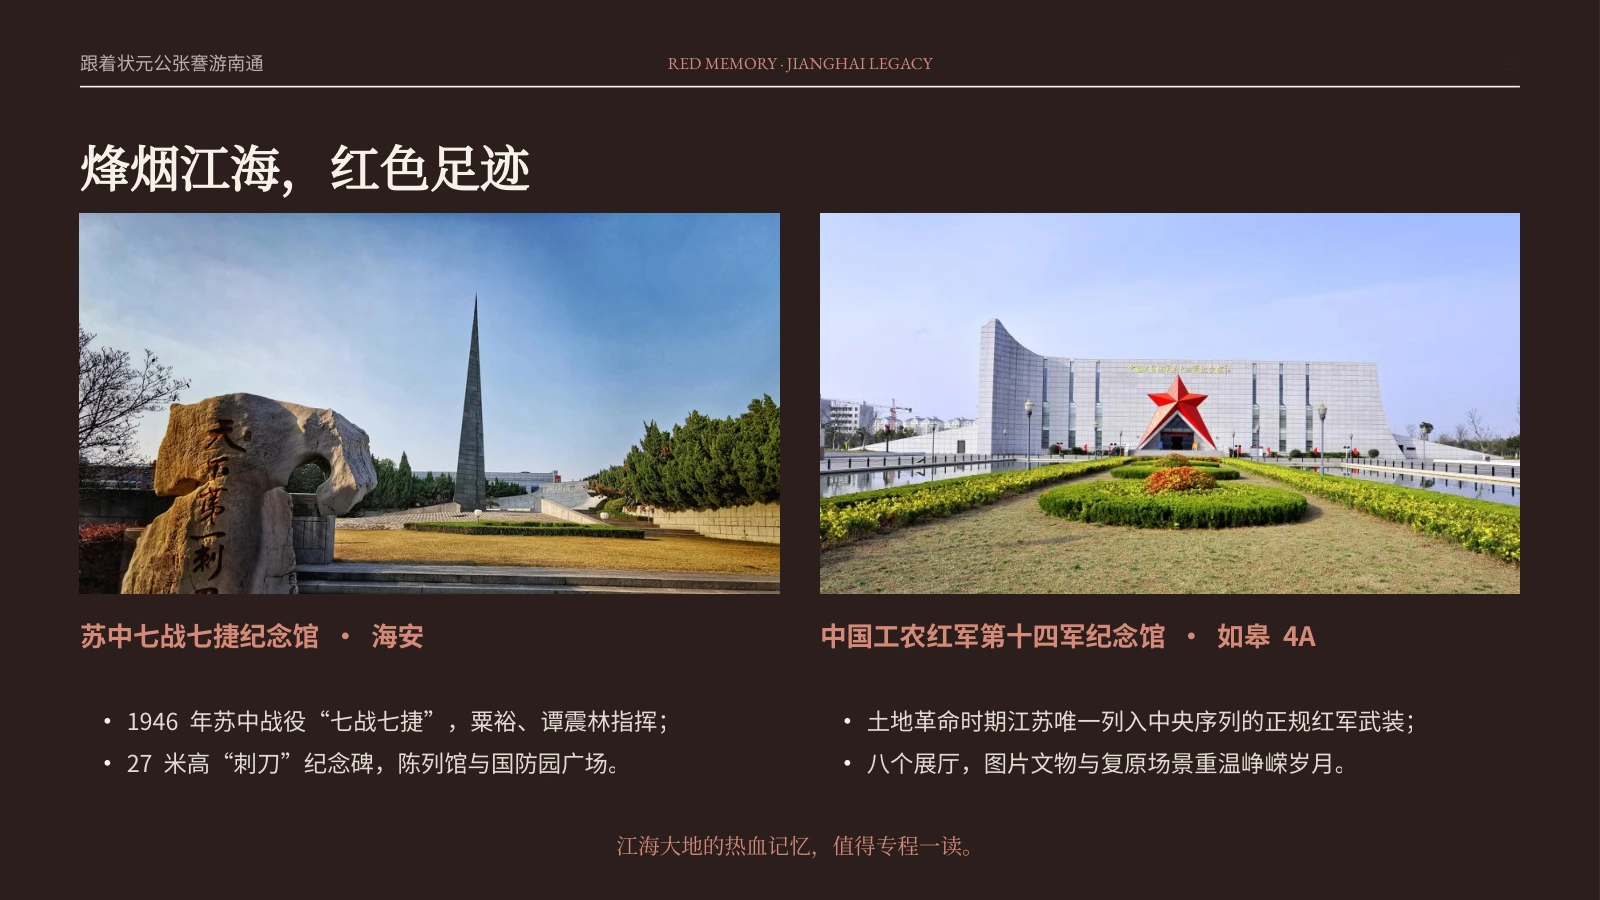 跟着状元公张謇游南通
RED MEMORY · JIANGHAI LEGACY
烽烟江海，红色足迹
天下第一刺
苏中七战七捷纪念馆 · 海安
中国工农红军第十四军纪念馆 · 如皋 4A
• 1946 年苏中战役“七战七捷”，粟裕、谭震林指挥；
• 27 米高“刺刀”纪念碑，陈列馆与国防园广场。
• 土地革命时期江苏唯一列入中央序列的正规红军武装；
• 八个展厅，图片文物与复原场景重温峥嵘岁月。
江海大地的热血记忆，值得专程一读。